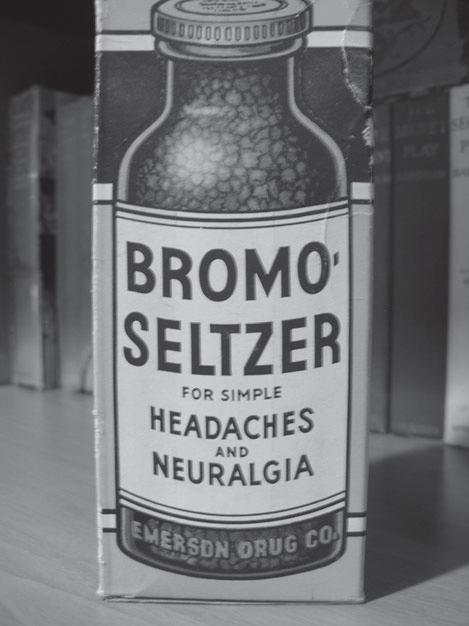 BROMO-
SELTZER
FOR SIMPLE
HEADACHES
AND
NEURALGIA
EMERSON DRUG CO.